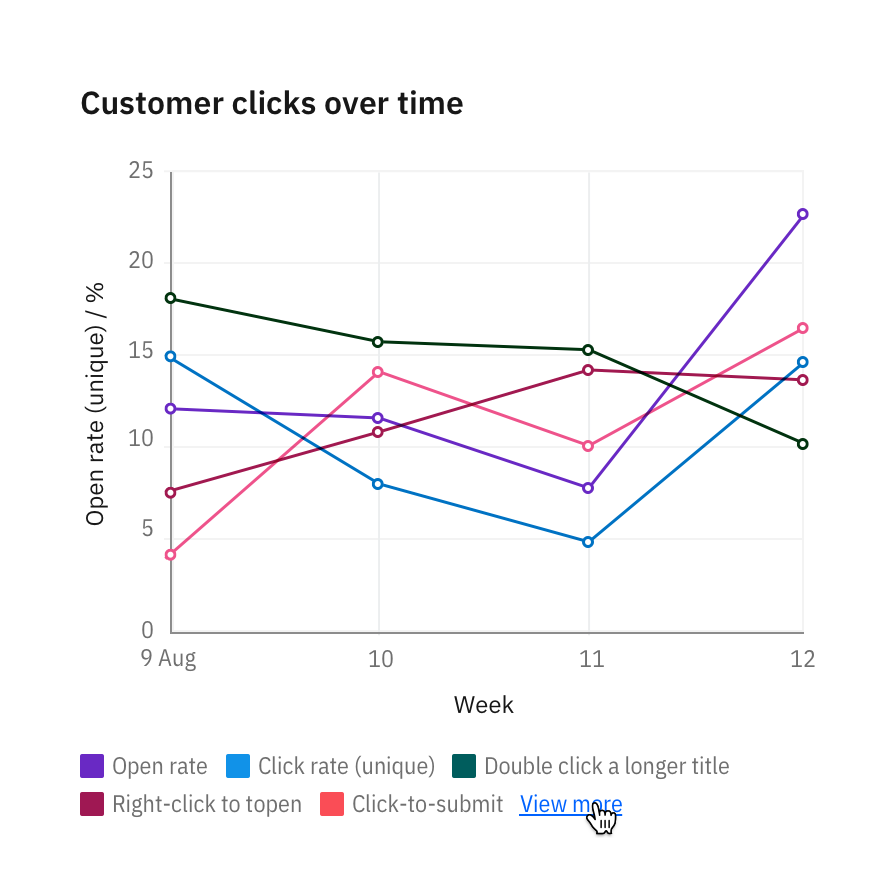 Customer clicks over time
25
20
15
10
5
0
Open rate (unique) / %
9 Aug 10 11 12
Week
Open rate Click rate (unique) Double click a longer title
Right-click to topen Click-to-submit View more